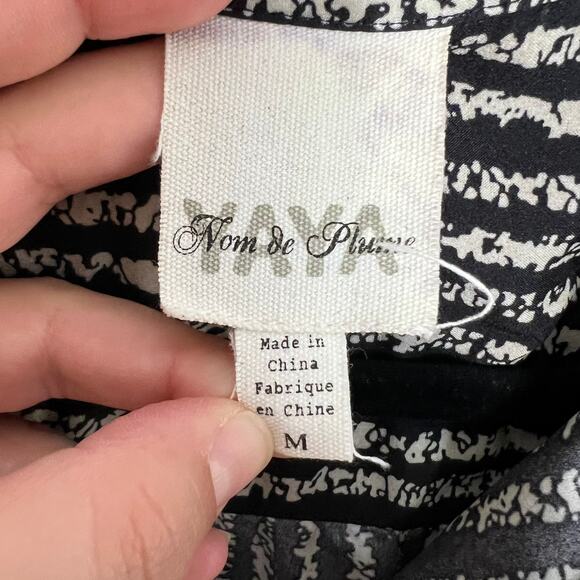 YAYA
Nom de Plume
Made in
China
Fabrique
en Chine
M